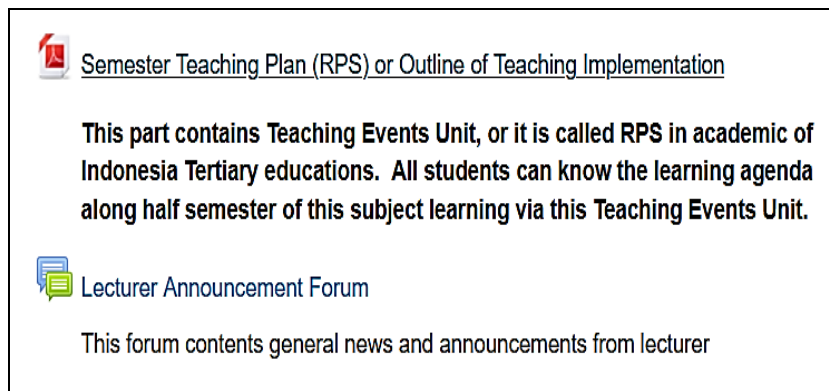 Semester Teaching Plan (RPS) or Outline of Teaching Implementation
This part contains Teaching Events Unit, or it is called RPS in academic of
Indonesia Tertiary educations. All students can know the learning agenda
along half semester of this subject learning via this Teaching Events Unit.
Lecturer Announcement Forum
This forum contents general news and announcements from lecturer